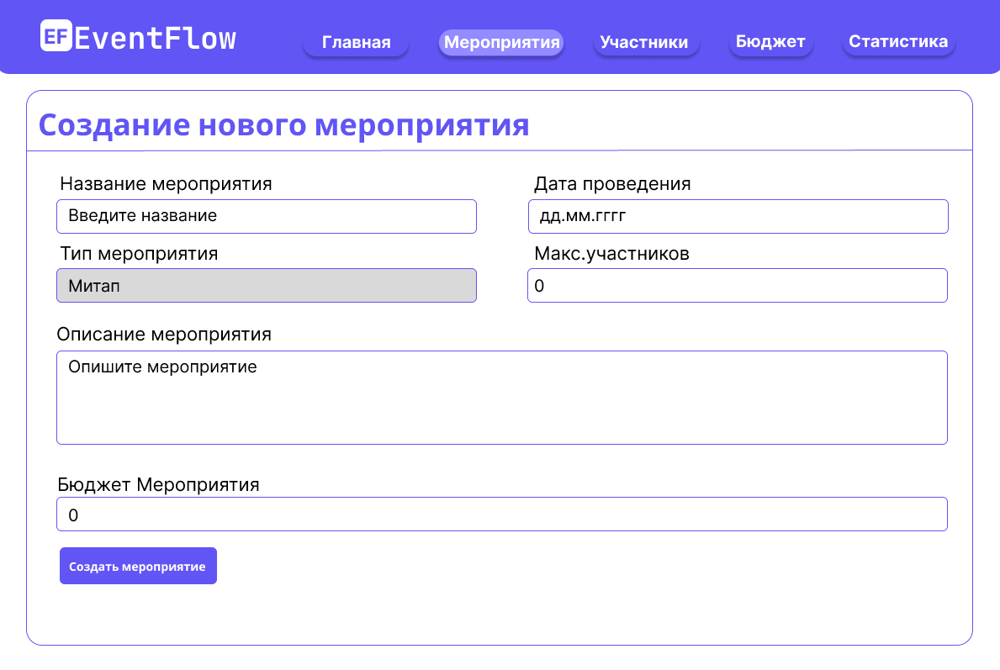 EF EventFlow Главная Мероприятия Участники Бюджет Статистика
Создание нового мероприятия
Название мероприятия Дата проведения
Введите название дд.мм.гггг
Тип мероприятия Макс.участников
Митап 0
Описание мероприятия
Опишите мероприятие
Бюджет Мероприятия
0
Создать мероприятие